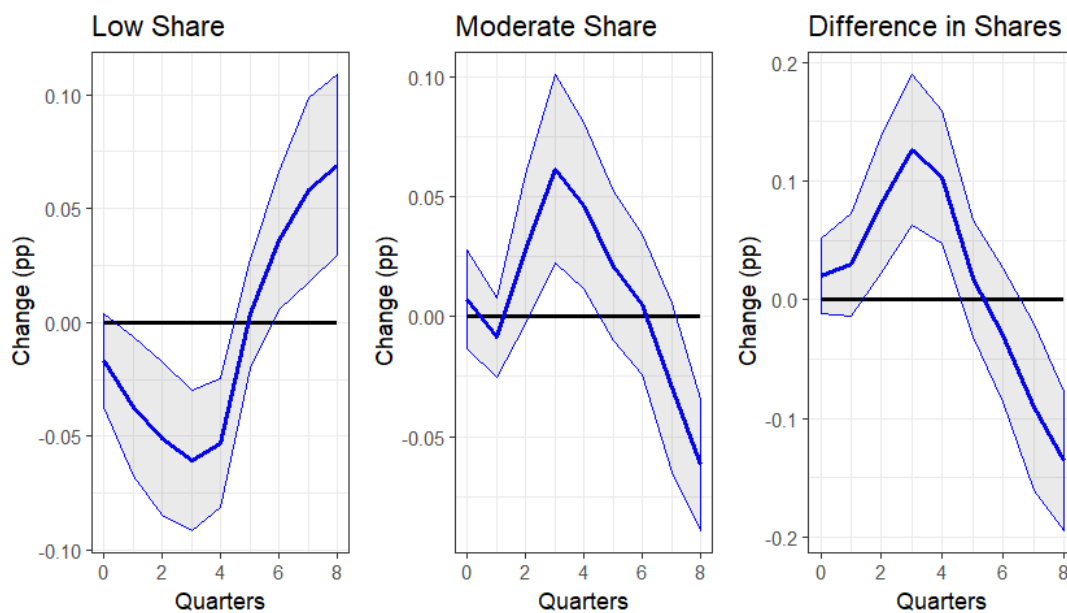 Low Share
Moderate Share
Difference in Shares
Change (pp)
0.10
0.05
0.00
-0.05
-0.10
0 2 4 6 8
Quarters
Change (pp)
0.10
0.05
0.00
-0.05
0 2 4 6 8
Quarters
Change (pp)
0.2
0.1
0.0
-0.1
-0.2
0 2 4 6 8
Quarters